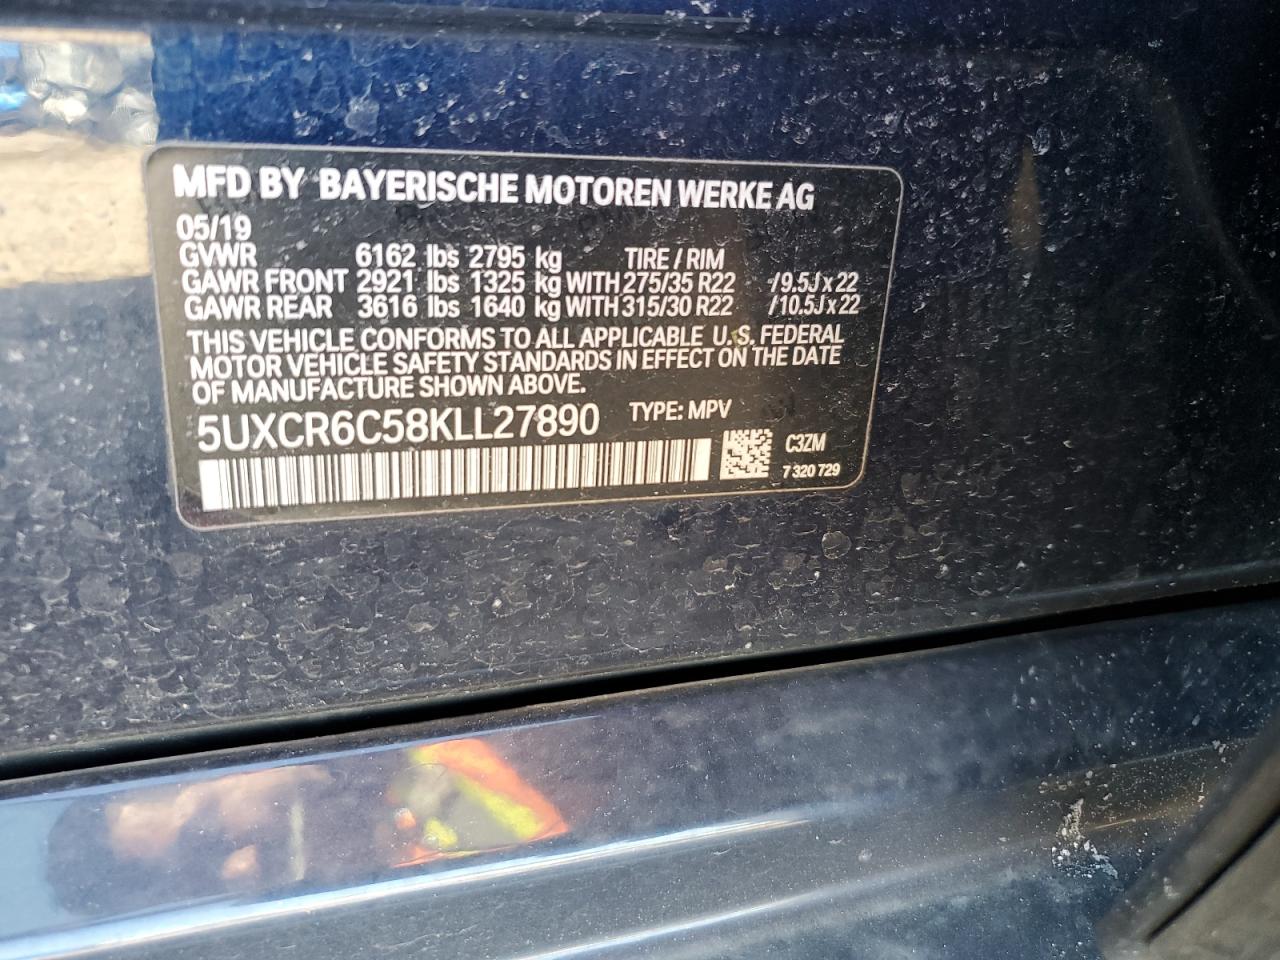 MFD BY BAYERISCHE MOTOREN WERKE AG
05/19
GVWR 6162 lbs 2795 kg TIRE / RIM
GAWR FRONT 2921 lbs 1325 kg WITH 275/35 R22 /9.5J x 22
GAWR REAR 3616 lbs 1640 kg WITH 315/30 R22 /10.5J x 22
THIS VEHICLE CONFORMS TO ALL APPLICABLE U.S. FEDERAL
MOTOR VEHICLE SAFETY STANDARDS IN EFFECT ON THE DATE
OF MANUFACTURE SHOWN ABOVE.
5UXCR6C58KLL27890 TYPE: MPV
C3ZM
7 320 729